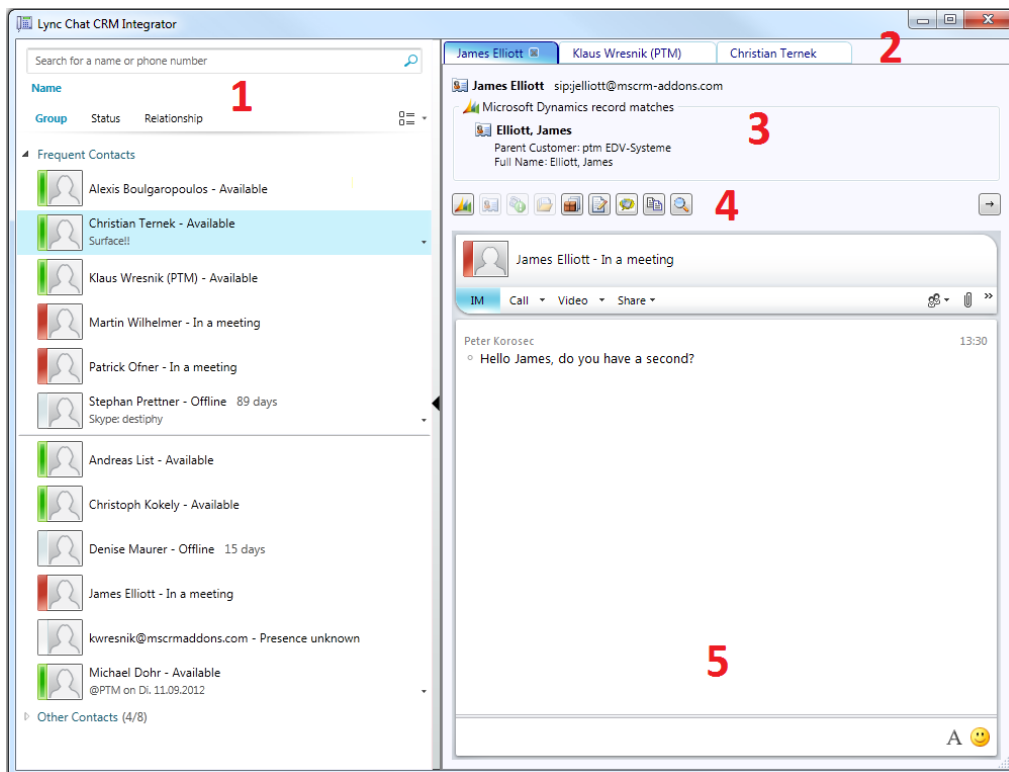 Lync Chat CRM Integrator
Search for a name or phone number
1
Name
Group Status Relationship
Frequent Contacts
Alexis Boulgaropoulos - Available
Christian Ternek - Available
Surface!!
Klaus Wresnik (PTM) - Available
Martin Wilhelmer - In a meeting
Patrick Ofner - In a meeting
Stephan Prettner - Offline 89 days
Skype: destiphy
Andreas List - Available
Christoph Kokely - Available
Denise Maurer - Offline 15 days
James Elliott - In a meeting
kwresnik@mscrmaddons.com - Presence unknown
Michael Dohr - Available
@PTM on Di. 11.09.2012
Other Contacts (4/8)
James Elliott Klaus Wresnik (PTM) Christian Ternek 2
James Elliott sip:jelliott@mscrm-addons.com
Microsoft Dynamics record matches
3
Elliott, James
Parent Customer: ptm EDV-Systeme
Full Name: Elliott, James
4
James Elliott - In a meeting
IM Call Video Share
Peter Korosec 13:30
Hello James, do you have a second?
5
A